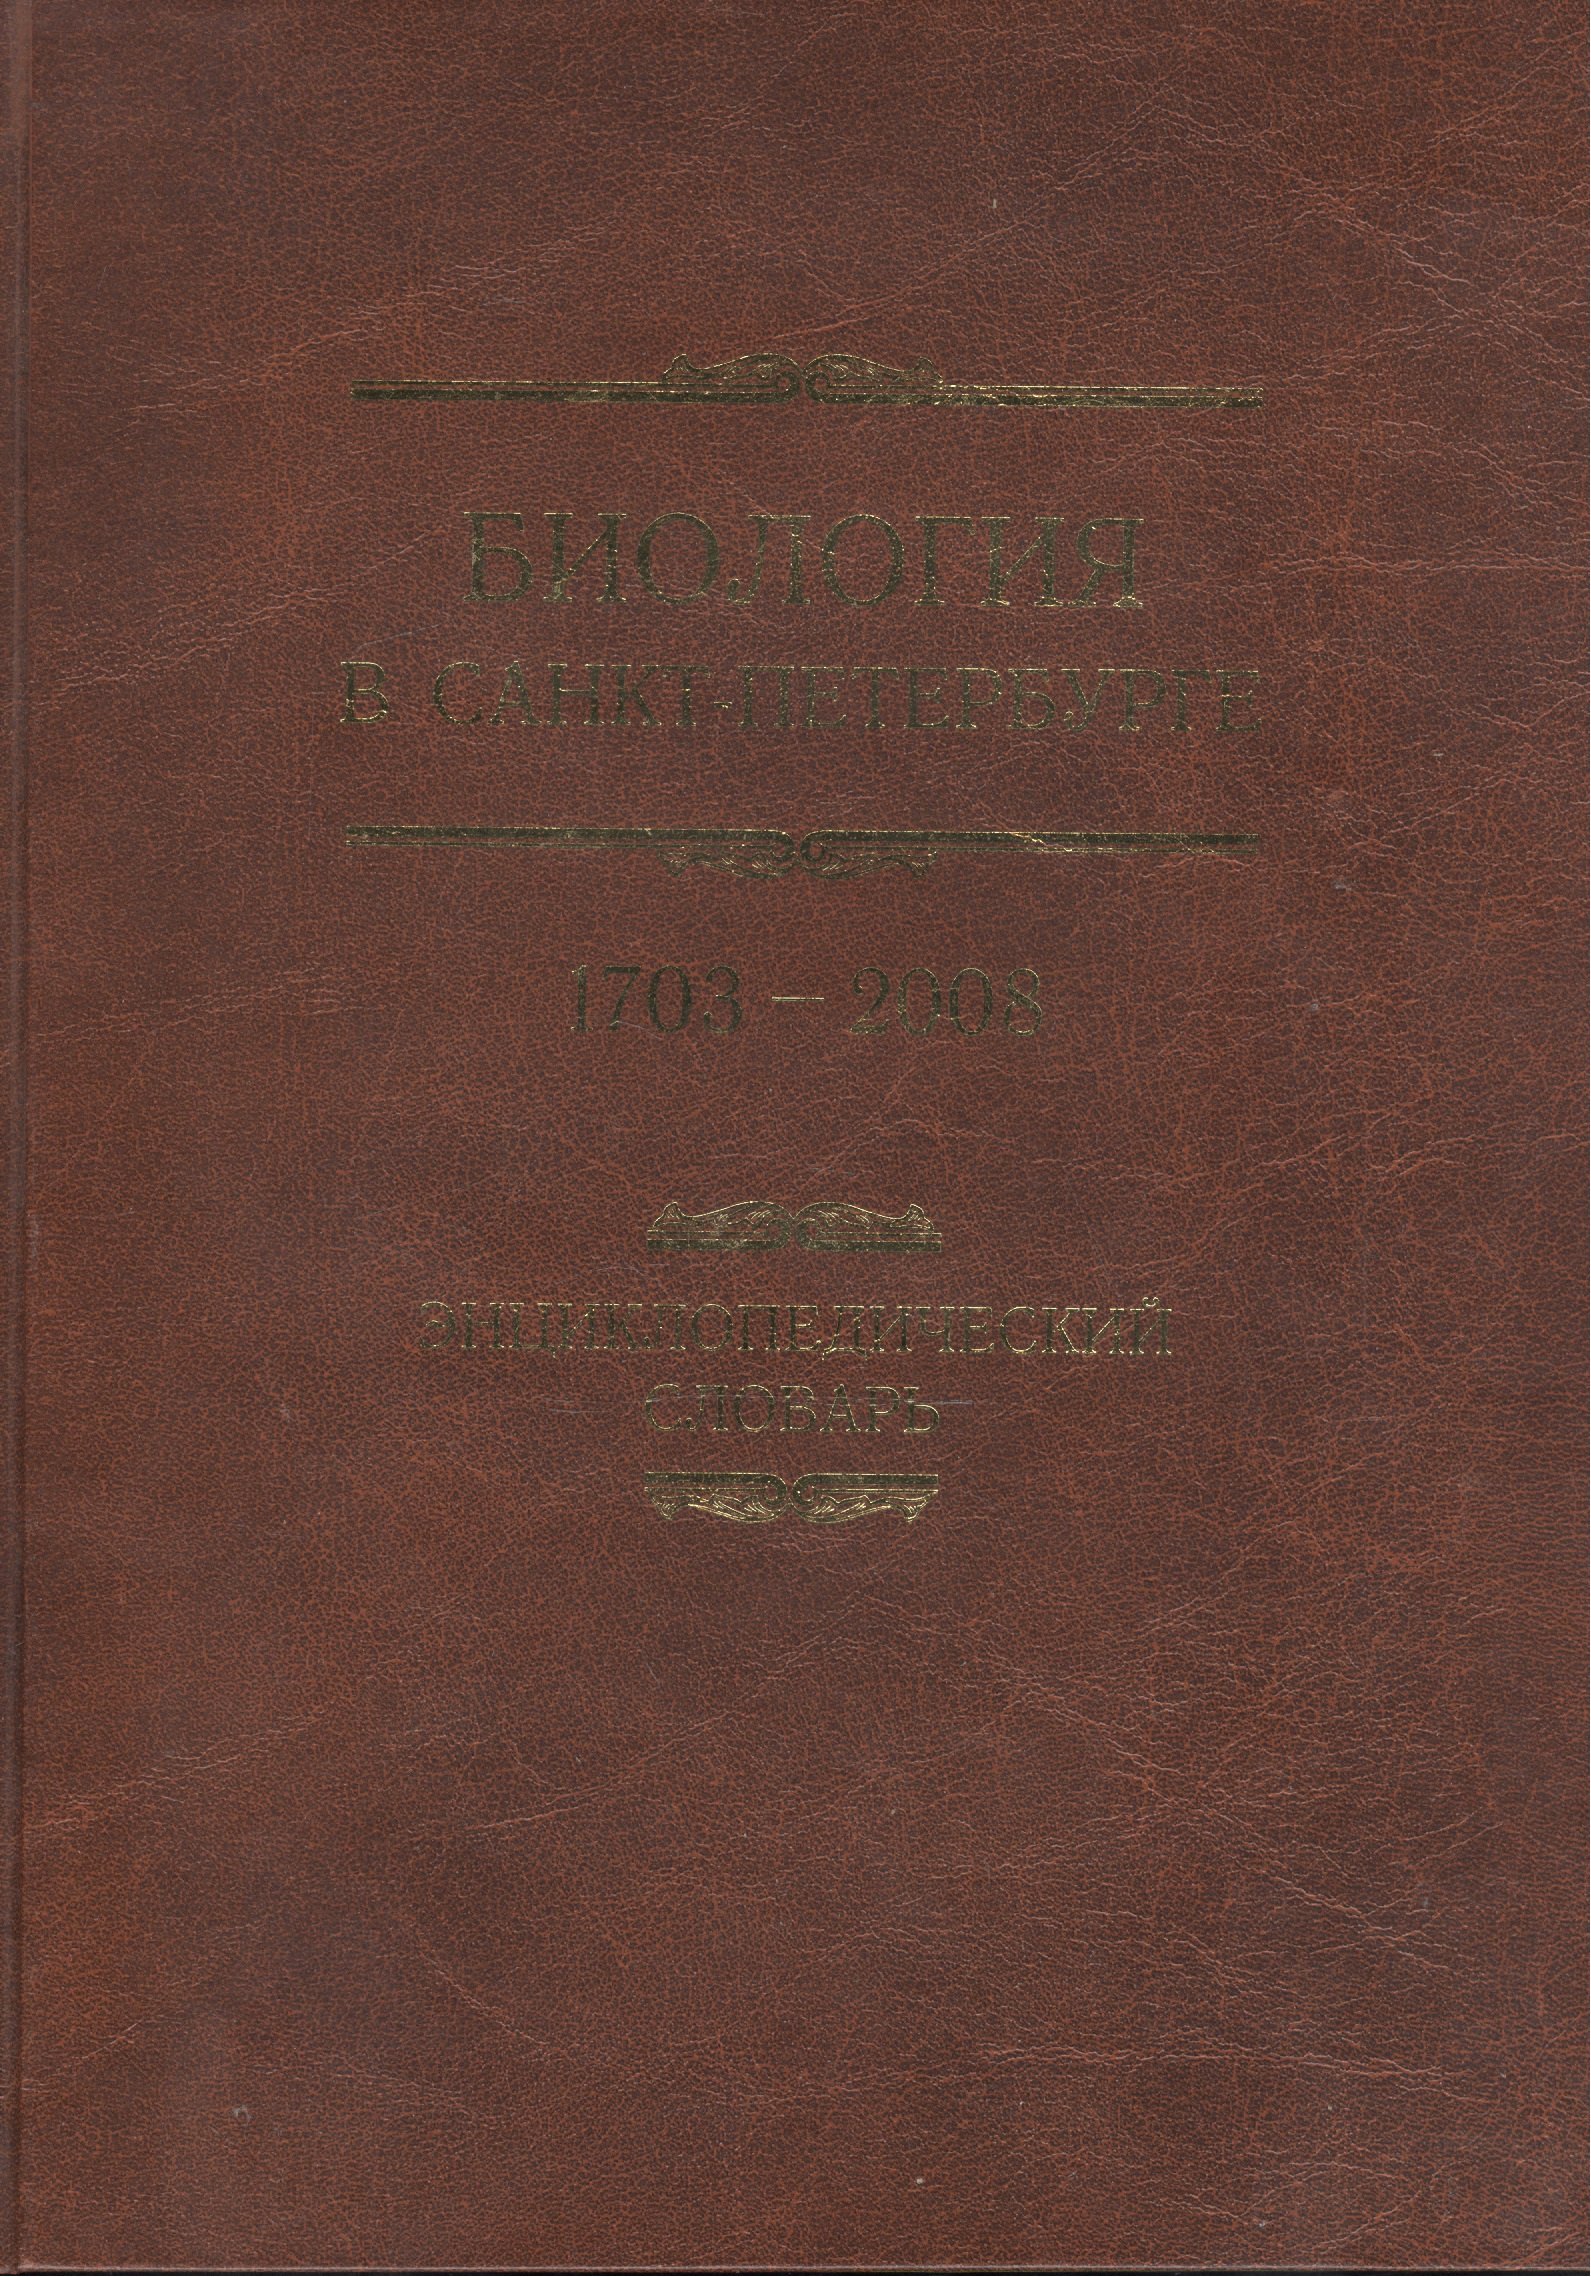 БИОЛОГИЯ
В САНКТ-ПЕТЕРБУРГЕ
1703 – 2008
ЭНЦИКЛОПЕДИЧЕСКИЙ
СЛОВАРЬ